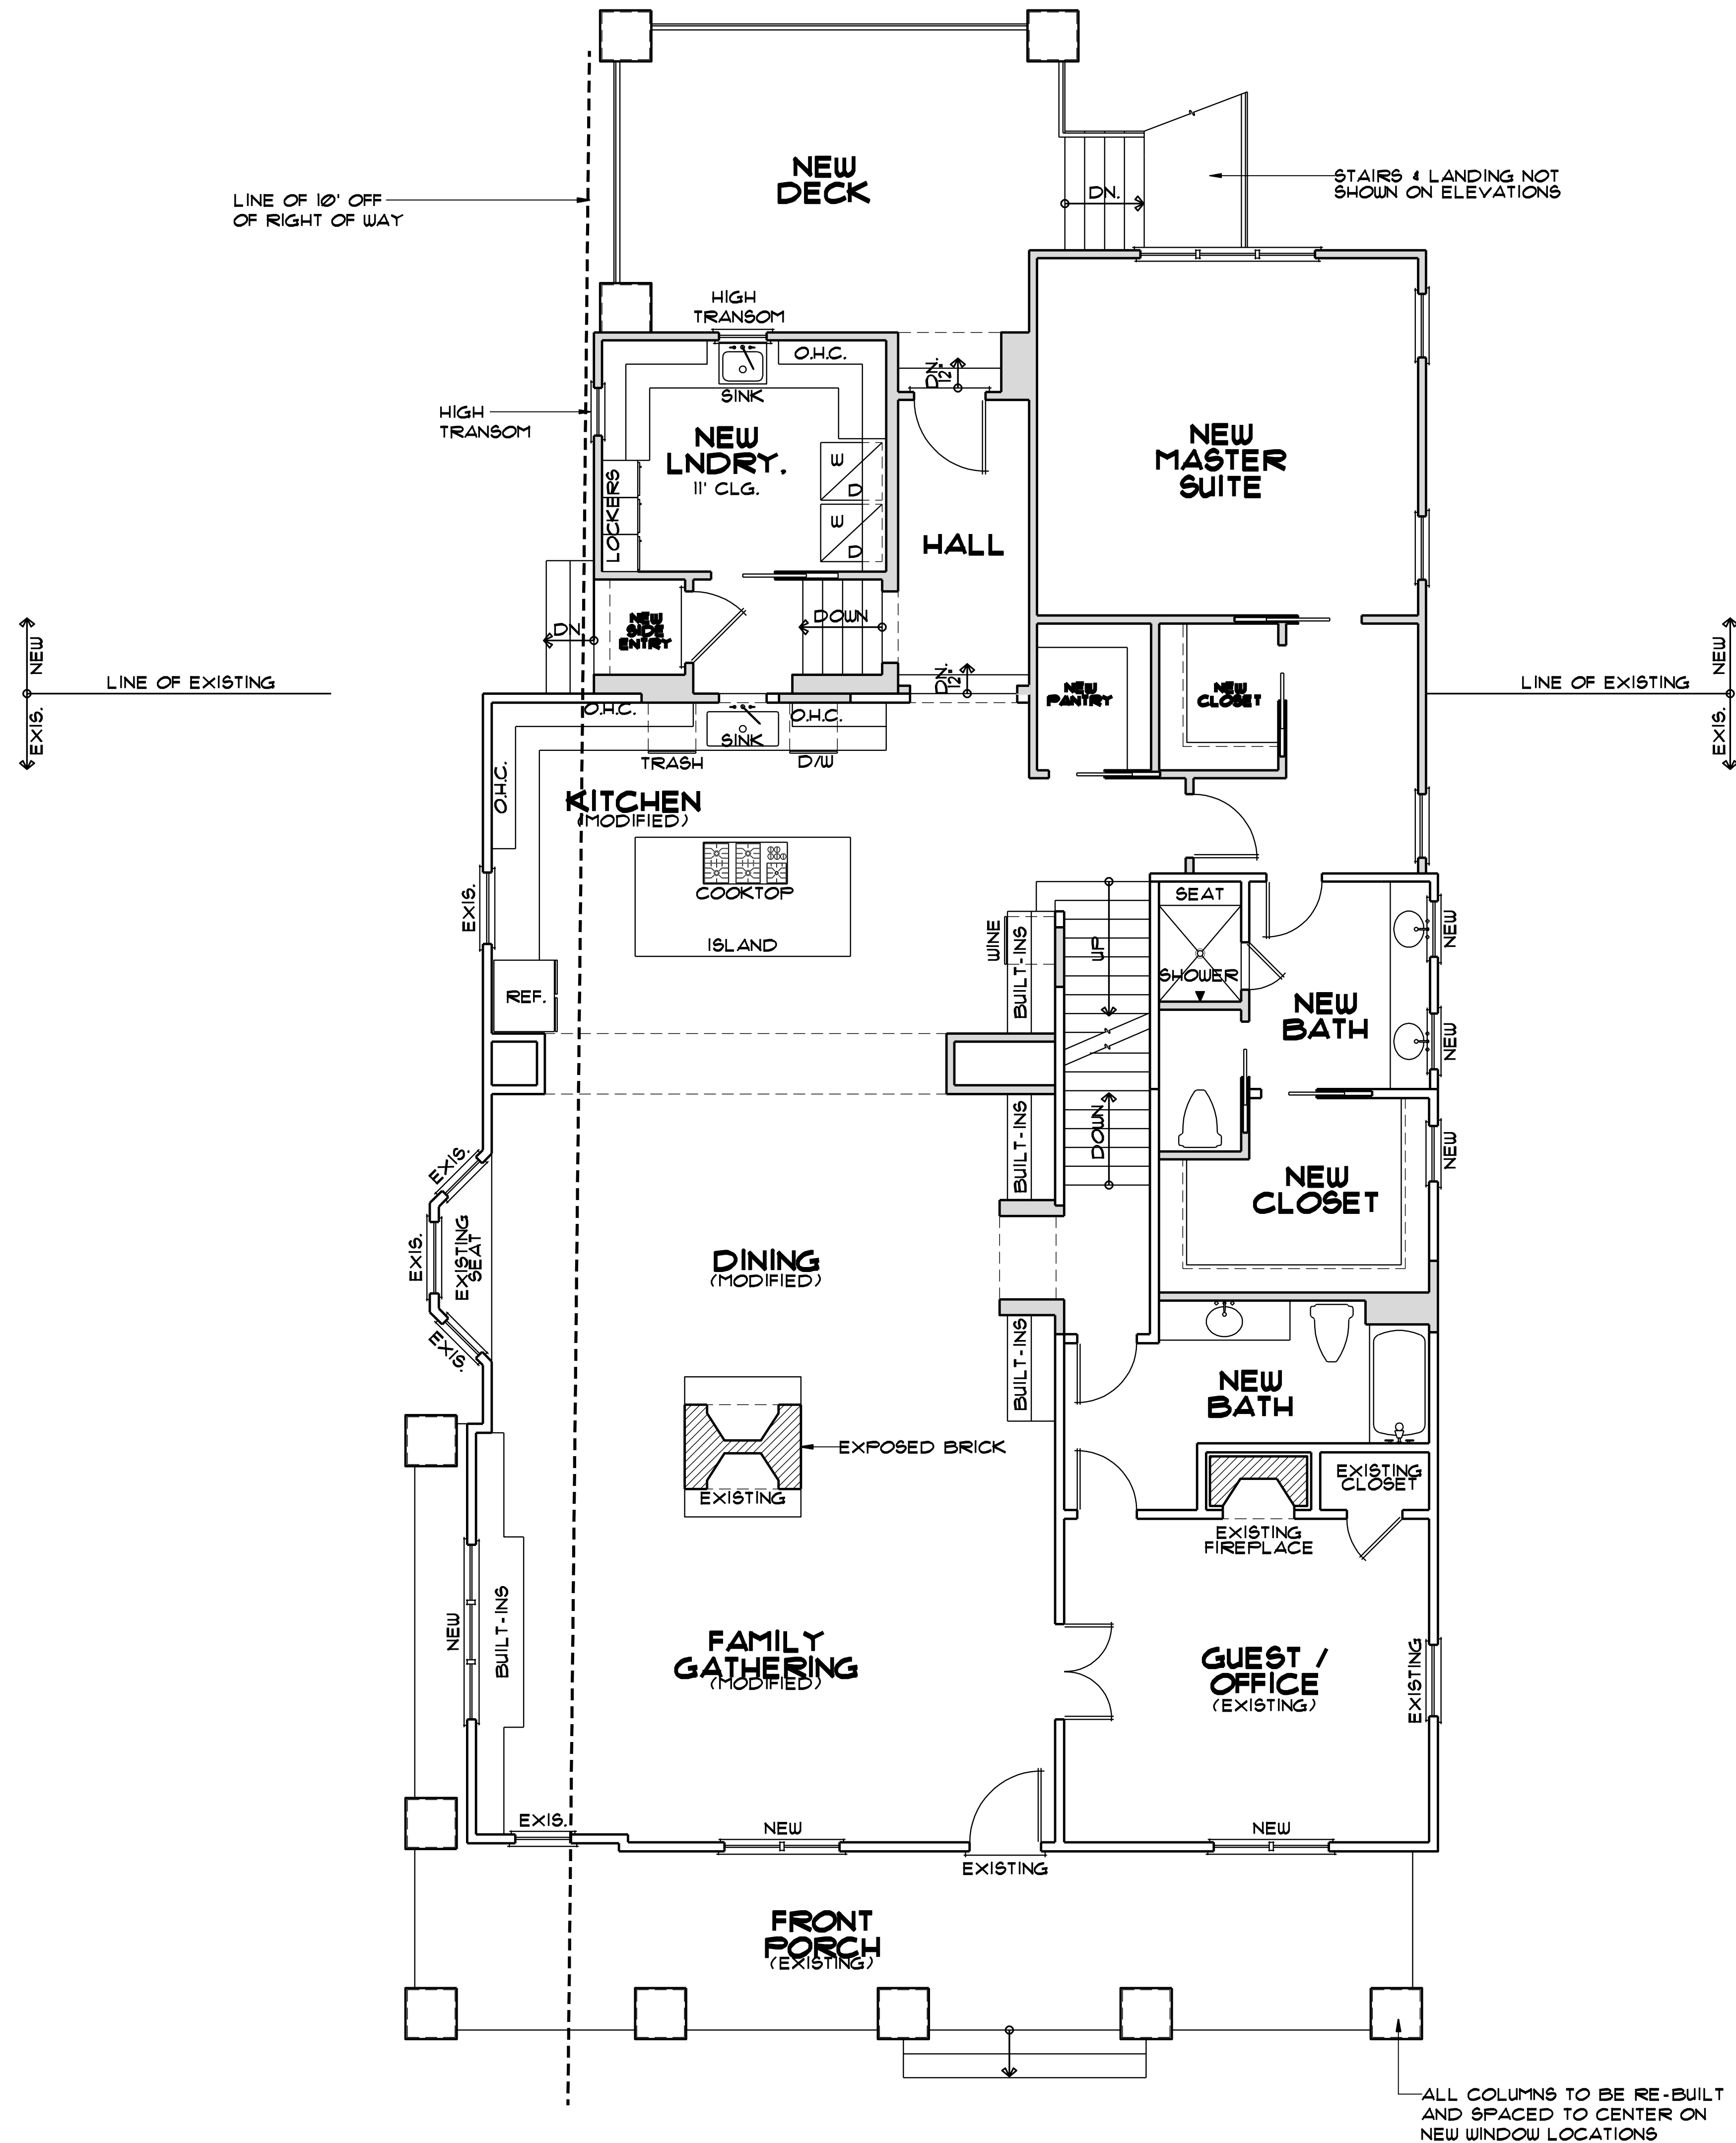 NEW
DECK
DN.
STAIRS & LANDING NOT
SHOWN ON ELEVATIONS
LINE OF 10' OFF
OF RIGHT OF WAY
HIGH
TRANSOM
O.H.C.
SINK
DN.
12"
HIGH
TRANSOM
NEW
LNDRY.
11' CLG.
W
D
W
D
LOCKERS
HALL
NEW
MASTER
SUITE
NEW
SIDE
ENTRY
DN
DOWN
DN.
12"
NEW
EXIS.
LINE OF EXISTING
LINE OF EXISTING
NEW
EXIS.
NEW
PANTRY
NEW
CLOSET
O.H.C.
SINK
O.H.C.
TRASH
D/W
O.H.C.
KITCHEN
(MODIFIED)
COOKTOP
ISLAND
EXIS.
REF.
WINE
BUILT-INS
UP
SEAT
SHOWER
NEW
BATH
NEW
NEW
BUILT-INS
DOWN
NEW
NEW
CLOSET
EXIS.
EXIS.
EXISTING
SEAT
EXIS.
DINING
(MODIFIED)
BUILT-INS
NEW
BATH
EXPOSED BRICK
EXISTING
EXISTING
CLOSET
EXISTING
FIREPLACE
NEW
BUILT-INS
FAMILY
GATHERING
(MODIFIED)
GUEST /
OFFICE
(EXISTING)
EXISTING
EXIS.
NEW
EXISTING
NEW
FRONT
PORCH
(EXISTING)
ALL COLUMNS TO BE RE-BUILT
AND SPACED TO CENTER ON
NEW WINDOW LOCATIONS